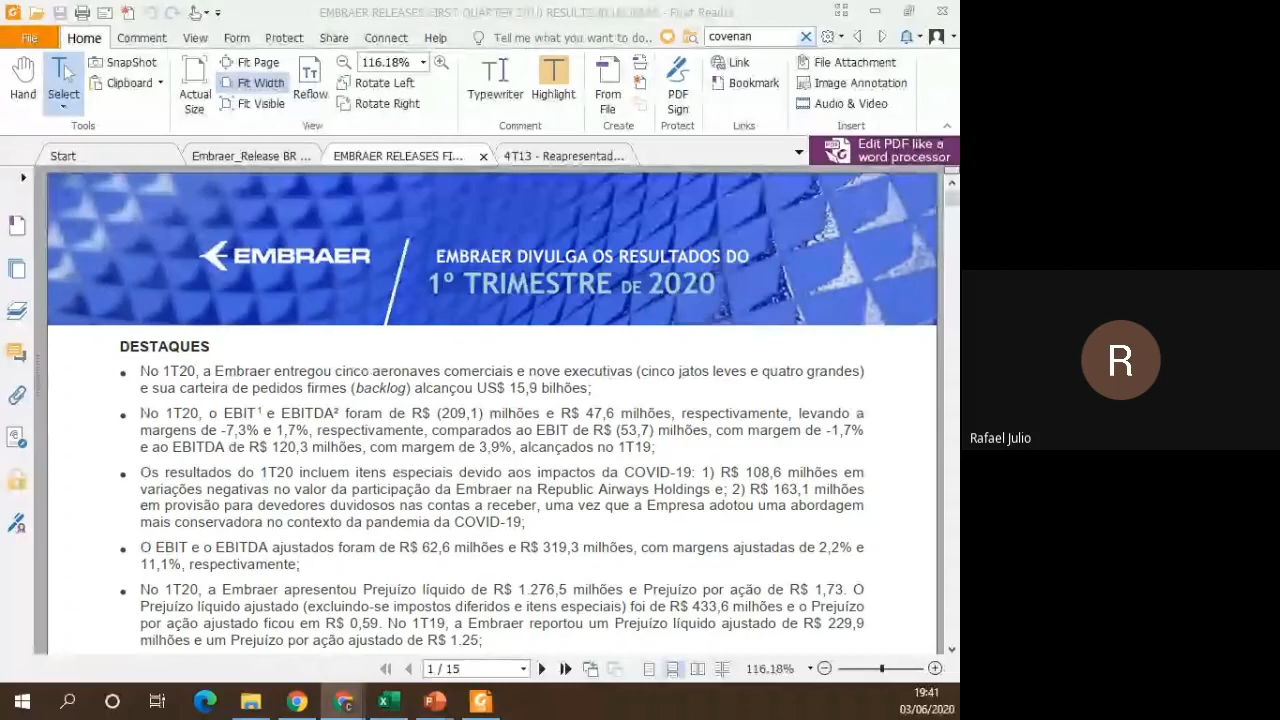 EMBRAER RELEASES FIRST QUARTER 2010 RESULTS
File Home Comment View Form Protect Share Connect Help Tell me what you want to do.. covenan
SnapShot Fit Page 116.18% Link File Attachment
Hand Select Clipboard Actual Size Fit Width Reflow Rotate Left Typewriter Highlight From File PDF Sign Bookmark Image Annotation
Fit Visible Rotate Right Audio & Video
Tools View Comment Create Protect Links Insert
Start Embraer_Release BR ... EMBRAER RELEASES FI... 4T13 - Reapresentad... Edit PDF like a
word processor
EMBRAER
EMBRAER DIVULGA OS RESULTADOS DO
1º TRIMESTRE DE 2020
DESTAQUES
• No 1T20, a Embraer entregou cinco aeronaves comerciais e nove executivas (cinco jatos leves e quatro grandes)
e sua carteira de pedidos firmes (backlog) alcançou US$ 15,9 bilhões;
• No 1T20, o EBIT¹ e EBITDA² foram de R$ (209,1) milhões e R$ 47,6 milhões, respectivamente, levando a
margens de -7,3% e 1,7%, respectivamente, comparados ao EBIT de R$ (53,7) milhões, com margem de -1,7%
e ao EBITDA de R$ 120,3 milhões, com margem de 3,9%, alcançados no 1T19;
• Os resultados do 1T20 incluem itens especiais devido aos impactos da COVID-19: 1) R$ 108,6 milhões em
variações negativas no valor da participação da Embraer na Republic Airways Holdings e; 2) R$ 163,1 milhões
em provisão para devedores duvidosos nas contas a receber, uma vez que a Empresa adotou uma abordagem
mais conservadora no contexto da pandemia da COVID-19;
• O EBIT e o EBITDA ajustados foram de R$ 62,6 milhões e R$ 319,3 milhões, com margens ajustadas de 2,2% e
11,1%, respectivamente;
• No 1T20, a Embraer apresentou Prejuízo líquido de R$ 1.276,5 milhões e Prejuízo por ação de R$ 1,73. O
Prejuízo líquido ajustado (excluindo-se impostos diferidos e itens especiais) foi de R$ 433,6 milhões e o Prejuízo
por ação ajustado ficou em R$ 0,59. No 1T19, a Embraer reportou um Prejuízo líquido ajustado de R$ 229,9
milhões e um Prejuízo por ação ajustado de R$ 1.25;
1 / 15 116.18%
19:41
03/06/2020
R
Rafael Julio